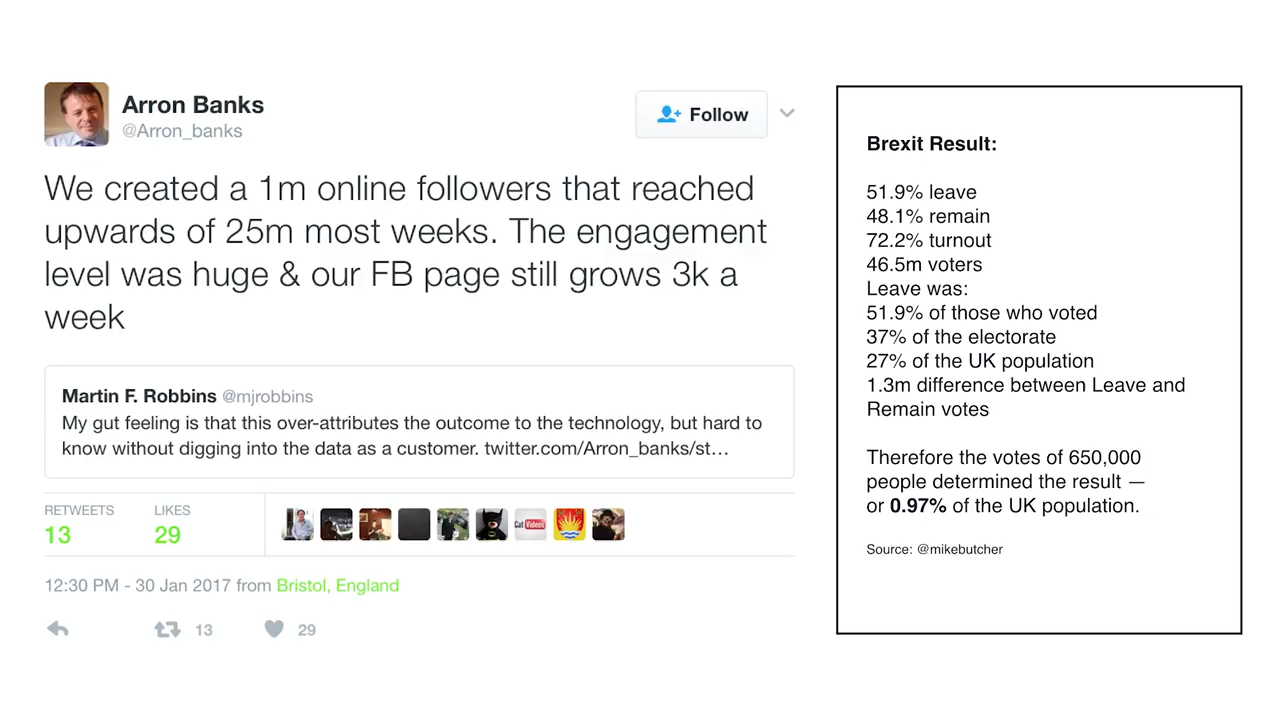 Arron Banks
@Arron_banks
Follow
We created a 1m online followers that reached
upwards of 25m most weeks. The engagement
level was huge & our FB page still grows 3k a
week
Martin F. Robbins @mjrobbins
My gut feeling is that this over-attributes the outcome to the technology, but hard to
know without digging into the data as a customer. twitter.com/Arron_banks/st…
RETWEETS
13
LIKES
29
Cat Videos
12:30 PM - 30 Jan 2017 from Bristol, England
13
29
Brexit Result:
51.9% leave
48.1% remain
72.2% turnout
46.5m voters
Leave was:
51.9% of those who voted
37% of the electorate
27% of the UK population
1.3m difference between Leave and
Remain votes
Therefore the votes of 650,000
people determined the result —
or 0.97% of the UK population.
Source: @mikebutcher